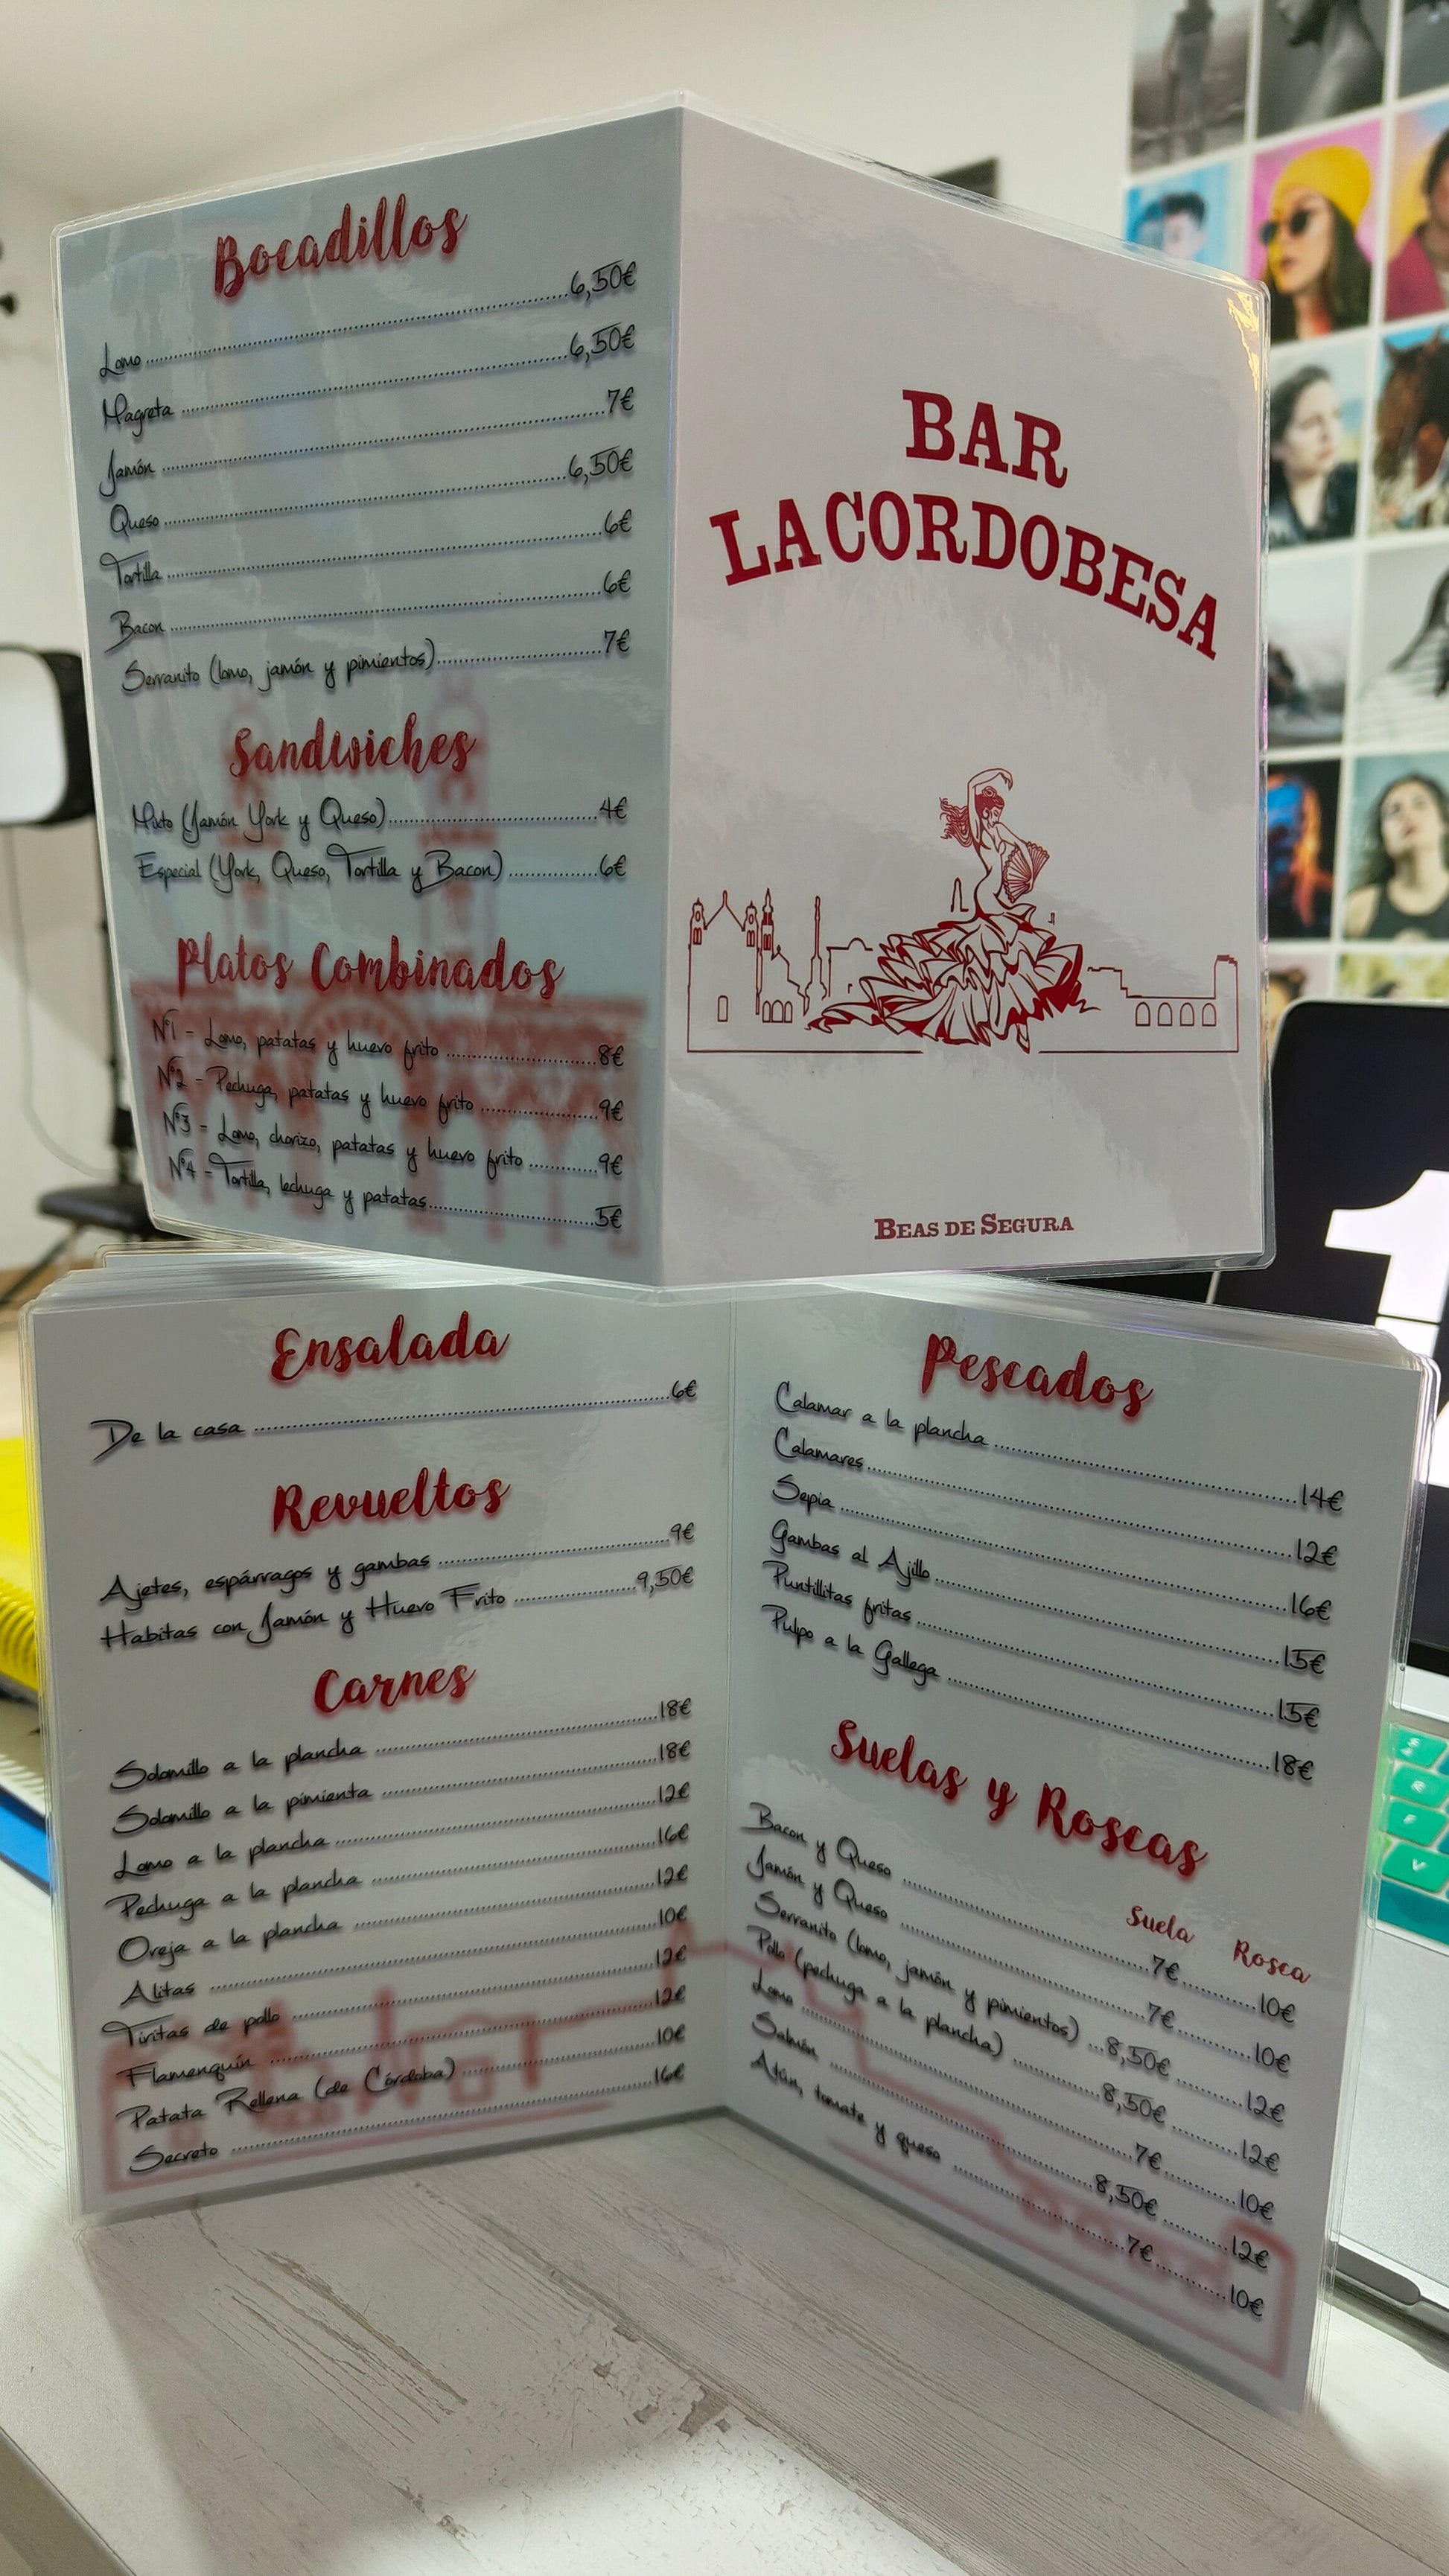 Bocadillos
Lomo 6,50€
Magreta 6,50€
Jamón 7€
Queso 6,50€
Tortilla 6€
Bacon 6€
Serranito (lomo, jamón y pimientos) 7€
Sandwiches
Mixto (Jamón York y Queso) 4€
Especial (York, Queso, Tortilla y Bacon) 6€
Platos Combinados
Nº1 - Lomo, patatas y huevo frito 8€
Nº2 - Pechuga, patatas y huevo frito 9€
Nº3 - Lomo, chorizo, patatas y huevo frito 9€
Nº4 - Tortilla, lechuga y patatas 5€
BAR
LA CORDOBESA
BEAS DE SEGURA
Ensalada
De la casa 6€
Revueltos
Ajetes, espárragos y gambas 9€
Habitas con Jamón y Huevo Frito 9,50€
Carnes
Solomillo a la plancha 18€
Solomillo a la pimienta 18€
Lomo a la plancha 12€
Pechuga a la plancha 16€
Oreja a la plancha 12€
Alitas 10€
Tiritas de pollo 12€
Flamenquín 12€
Patata Rellena (de Córdoba) 10€
Secreto 16€
Pescados
Calamar a la plancha 14€
Calamares 12€
Sepia 16€
Gambas al Ajillo 15€
Puntillitas fritas 15€
Pulpo a la Gallega 18€
Suelas y Roscas
Suela Rosca
Bacon y Queso 7€ 10€
Jamón y Queso 7€ 10€
Serranito (lomo, jamón y pimientos) 8,50€ 12€
Pollo (pechuga a la plancha) 8,50€ 12€
Lomo 7€ 10€
Salmón 8,50€ 12€
Atún, tomate y queso 7€ 10€